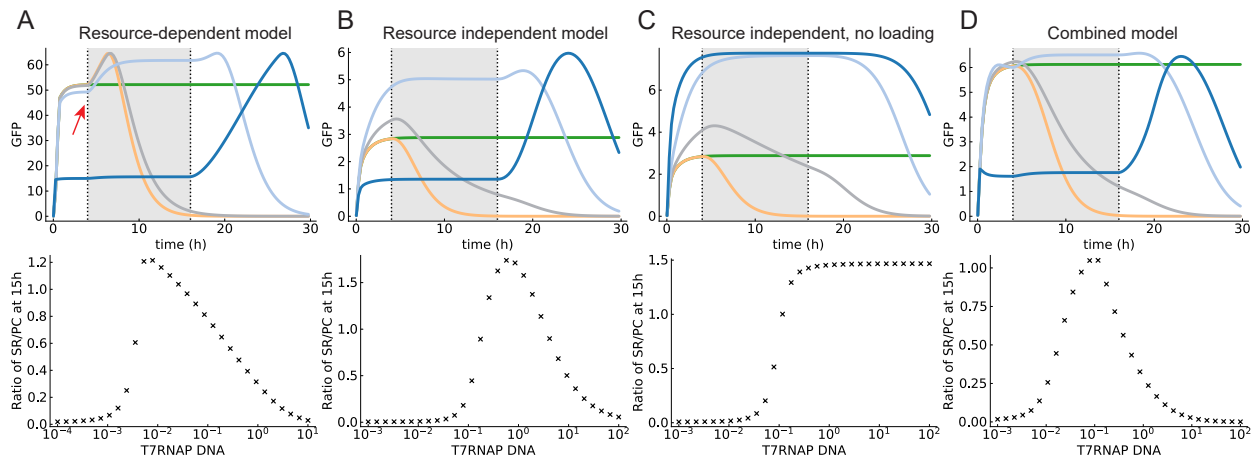 A
Resource-dependent model
B
Resource independent model
C
Resource independent, no loading
D
Combined model
GFP
60
50
40
30
20
10
0
0 10 20 30
time (h)
GFP
6
5
4
3
2
1
0
0 10 20 30
time (h)
GFP
8
6
4
2
0
0 10 20 30
time (h)
GFP
6
5
4
3
2
1
0
0 10 20 30
time (h)
Ratio of SR/PC at 15h
1.2
1.0
0.8
0.6
0.4
0.2
0.0
10⁻⁴ 10⁻³ 10⁻² 10⁻¹ 10⁰ 10¹
T7RNAP DNA
Ratio of SR/PC at 15h
1.5
1.0
1.5
0.0
10⁻³ 10⁻² 10⁻¹ 10⁰ 10¹ 10²
T7RNAP DNA
Ratio of SR/PC at 15h
1.5
1.0
0.5
0.0
10⁻³ 10⁻² 10⁻¹ 10⁰ 10¹ 10²
T7RNAP DNA
Ratio of SR/PC at 15h
1.00
0.75
0.50
0.25
0.00
10⁻³ 10⁻² 10⁻¹ 10⁰ 10¹ 10²
T7RNAP DNA